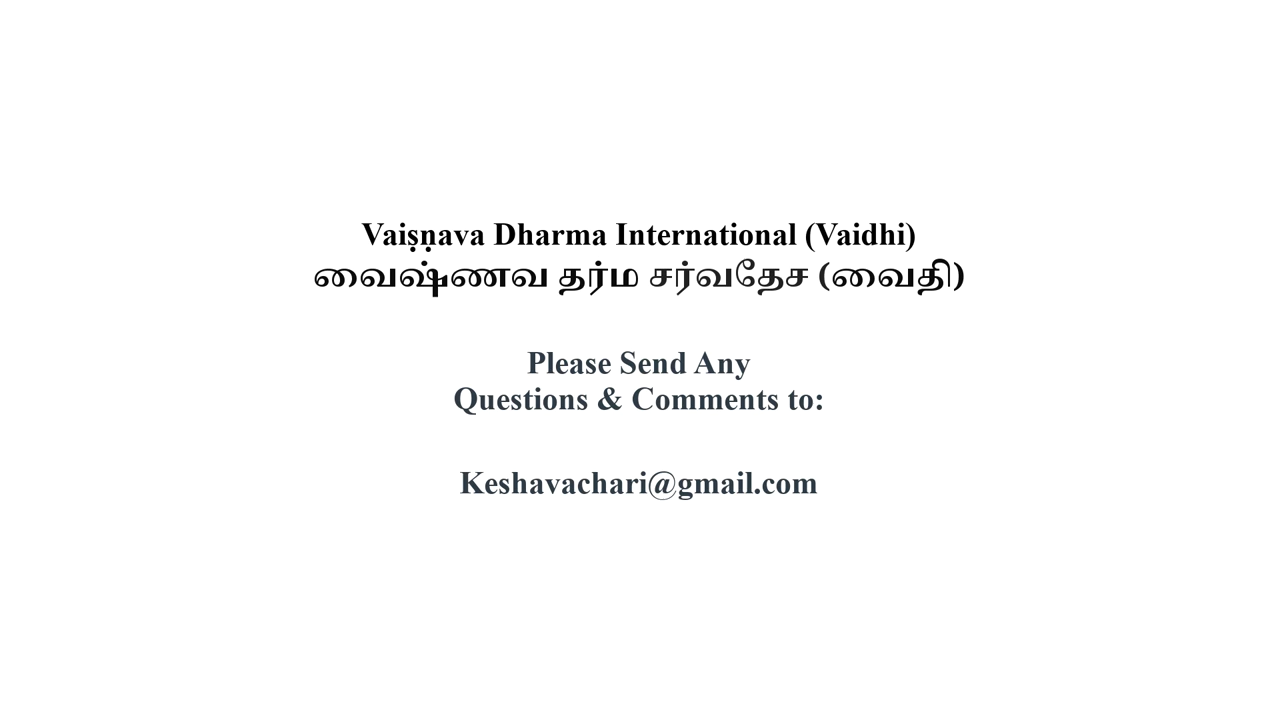 Vaiṣṇava Dharma International (Vaidhi)
வைஷ்ணவ தர்ம சர்வதேச (வைதி)
Please Send Any
Questions & Comments to:
Keshavachari@gmail.com